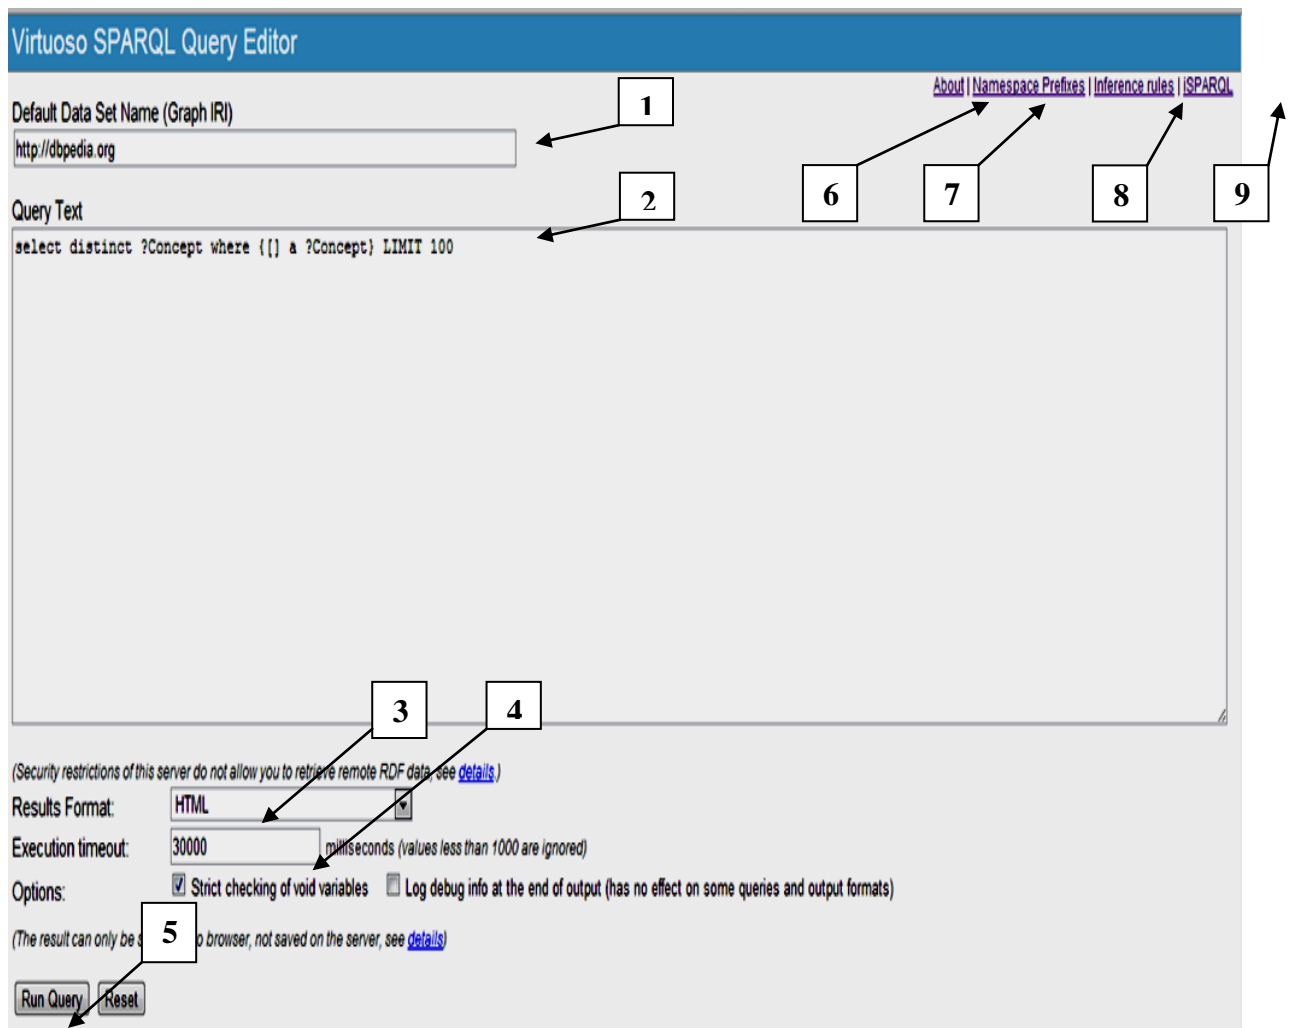 Virtuoso SPARQL Query Editor
About | Namespace Prefixes | Inference rules | iSPARQL
Default Data Set Name (Graph IRI)
1
http://dbpedia.org
6 7 8 9
Query Text
2
select distinct ?Concept where {[] a ?Concept} LIMIT 100
3 4
(Security restrictions of this server do not allow you to retrieve remote RDF data, see details.)
Results Format: HTML
Execution timeout: 30000 milliseconds (values less than 1000 are ignored)
Options: Strict checking of void variables Log debug info at the end of output (has no effect on some queries and output formats)
5
(The result can only be browser, not saved on the server, see details)
Run Query Reset